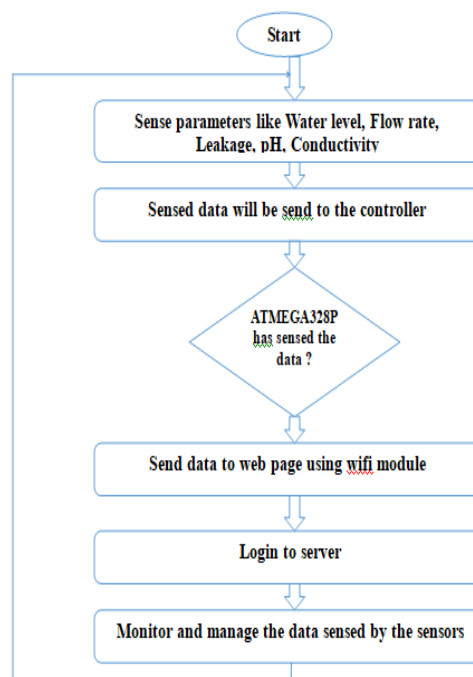 Start
Sense parameters like Water level, Flow rate,
Leakage, pH, Conductivity
Sensed data will be send to the controller
ATMEGA328P
has sensed the
data ?
Send data to web page using wifi module
Login to server
Monitor and manage the data sensed by the sensors